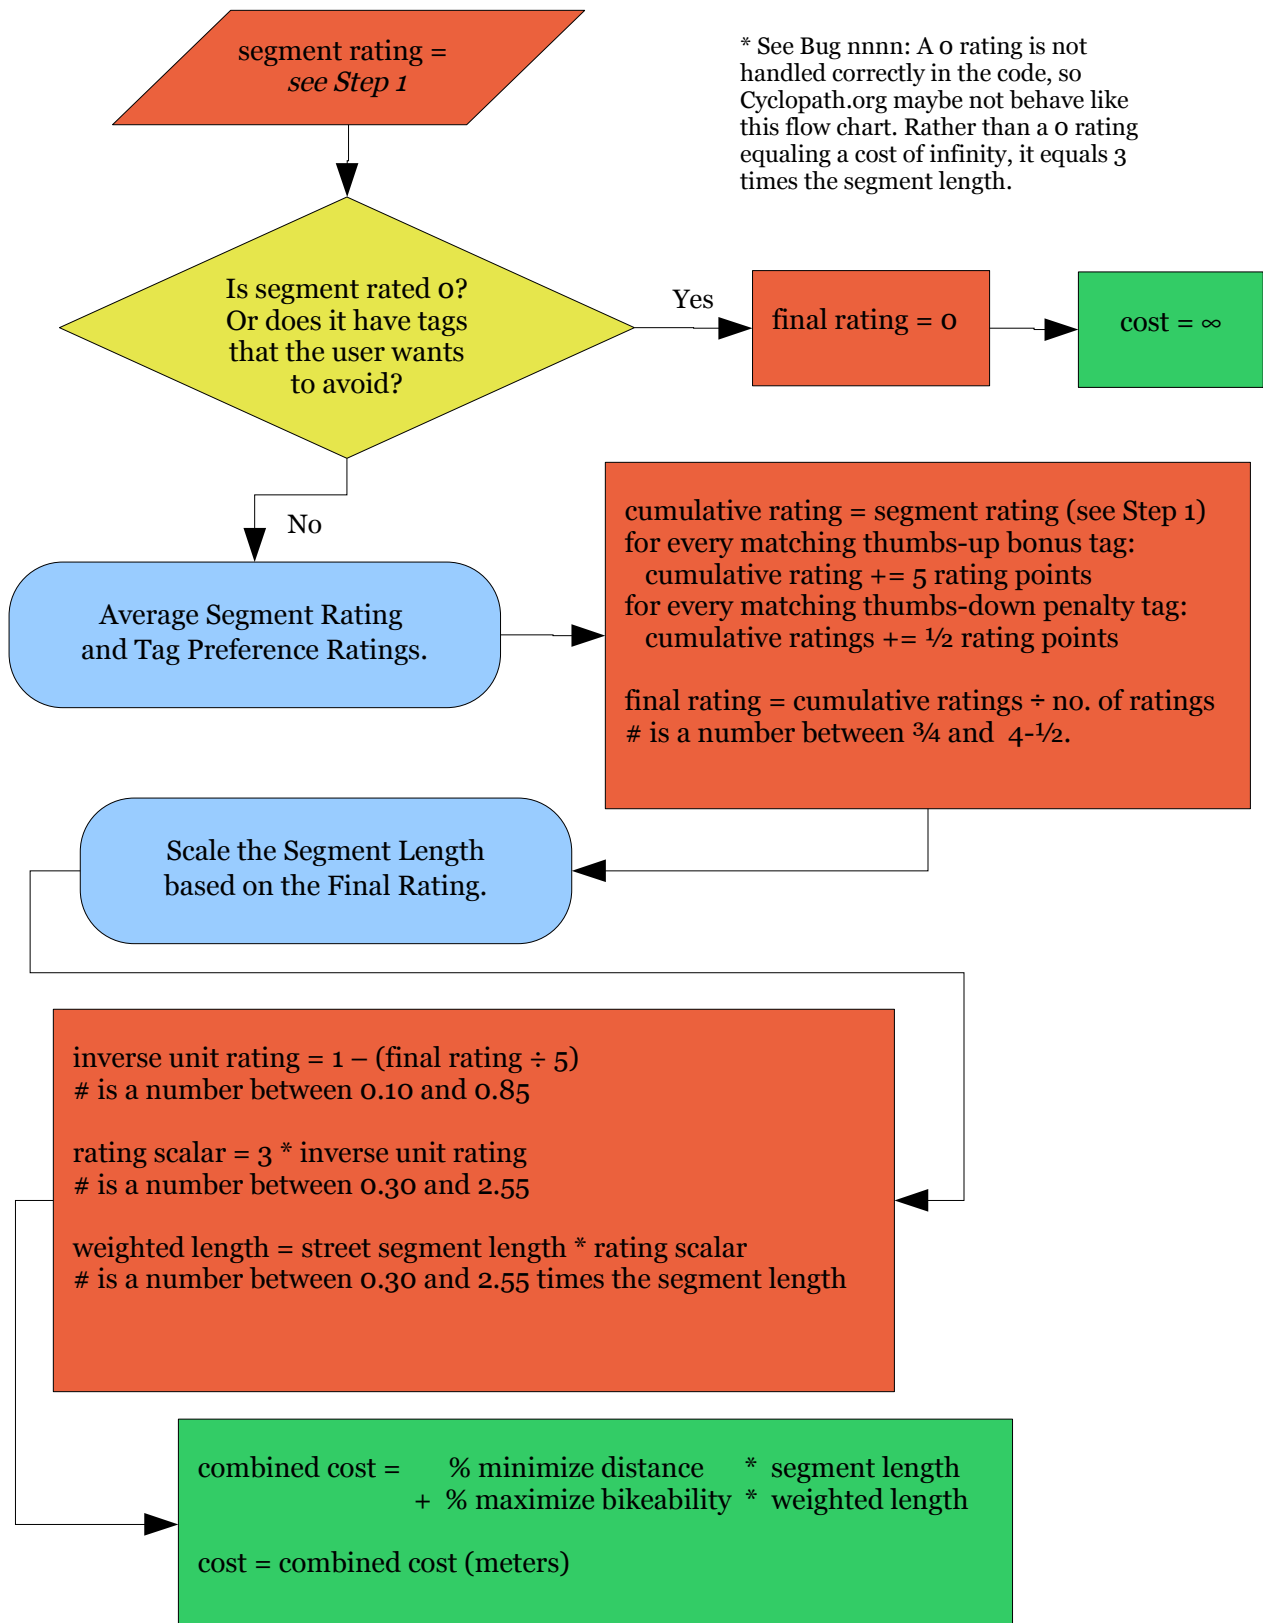 segment rating =
see Step 1
* See Bug nnnn: A 0 rating is not
handled correctly in the code, so
Cyclopath.org maybe not behave like
this flow chart. Rather than a 0 rating
equaling a cost of infinity, it equals 3
times the segment length.
Is segment rated 0?
Or does it have tags
that the user wants
to avoid?
Yes
final rating = 0
cost = ∞
No
Average Segment Rating
and Tag Preference Ratings.
cumulative rating = segment rating (see Step 1)
for every matching thumbs-up bonus tag:
cumulative rating += 5 rating points
for every matching thumbs-down penalty tag:
cumulative ratings += ½ rating points
final rating = cumulative ratings ÷ no. of ratings
# is a number between ¾ and 4-½.
Scale the Segment Length
based on the Final Rating.
inverse unit rating = 1 – (final rating ÷ 5)
# is a number between 0.10 and 0.85
rating scalar = 3 * inverse unit rating
# is a number between 0.30 and 2.55
weighted length = street segment length * rating scalar
# is a number between 0.30 and 2.55 times the segment length
combined cost = % minimize distance * segment length
+ % maximize bikeability * weighted length
cost = combined cost (meters)